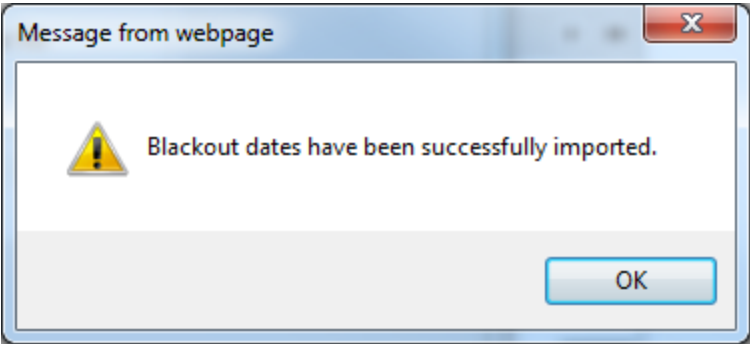 Message from webpage
Blackout dates have been successfully imported.
OK